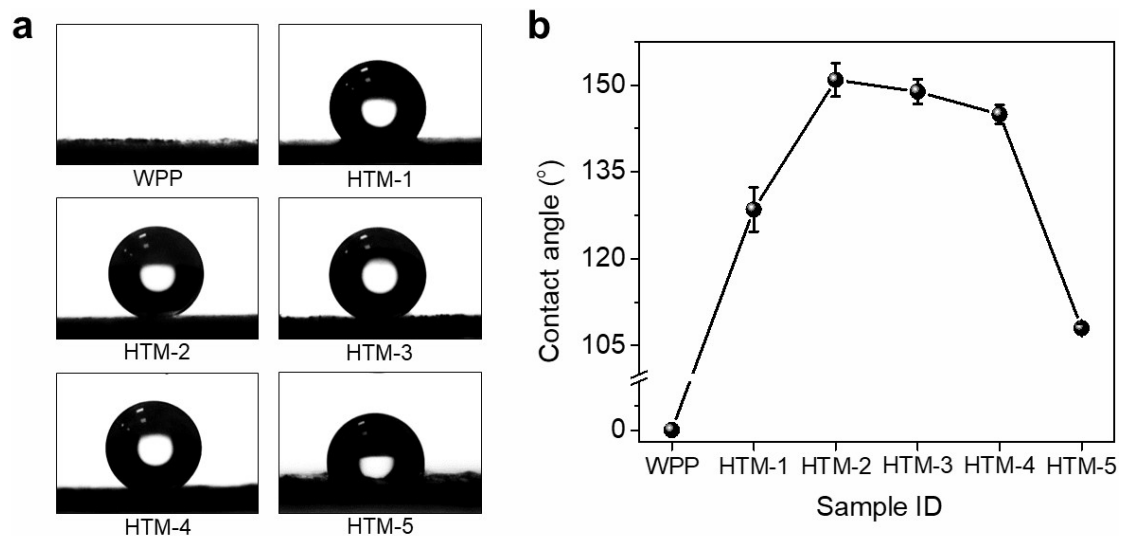 a
WPP
HTM-1
HTM-2
HTM-3
HTM-4
HTM-5
b
Contact angle (°)
150
135
120
105
0
WPP HTM-1 HTM-2 HTM-3 HTM-4 HTM-5
Sample ID